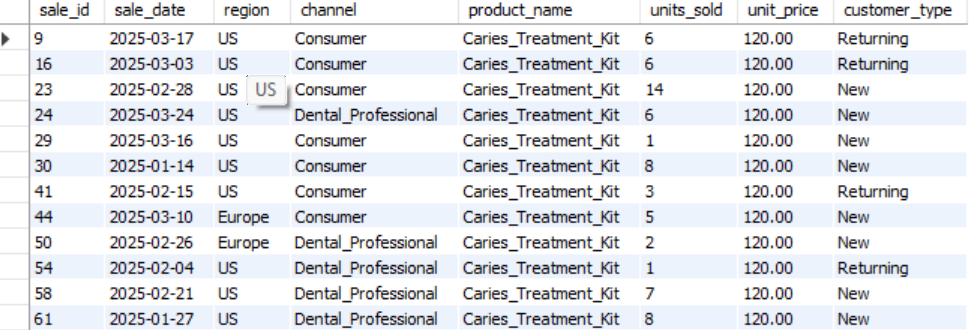 sale_id sale_date region channel product_name units_sold unit_price customer_type
9 2025-03-17 US Consumer Caries_Treatment_Kit 6 120.00 Returning
16 2025-03-03 US Consumer Caries_Treatment_Kit 6 120.00 Returning
23 2025-02-28 US US Consumer Caries_Treatment_Kit 14 120.00 New
24 2025-03-24 US Dental_Professional Caries_Treatment_Kit 6 120.00 New
29 2025-03-16 US Consumer Caries_Treatment_Kit 1 120.00 New
30 2025-01-14 US Consumer Caries_Treatment_Kit 8 120.00 New
41 2025-02-15 US Consumer Caries_Treatment_Kit 3 120.00 Returning
44 2025-03-10 Europe Consumer Caries_Treatment_Kit 5 120.00 New
50 2025-02-26 Europe Dental_Professional Caries_Treatment_Kit 2 120.00 New
54 2025-02-04 US Dental_Professional Caries_Treatment_Kit 1 120.00 Returning
58 2025-02-21 US Dental_Professional Caries_Treatment_Kit 7 120.00 New
61 2025-01-27 US Dental_Professional Caries_Treatment_Kit 8 120.00 New